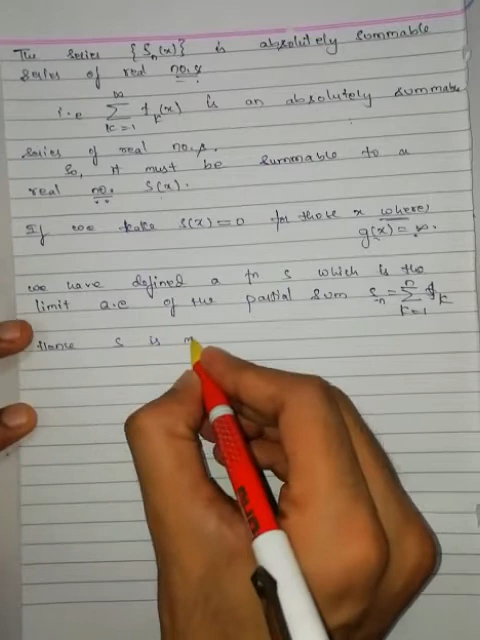 The series {S_n(x)} is absolutely summable
series of real no.s.
i.e ∞∑k=1 f_k(x) is an absolutely summable
series of real no.s.
So, it must be summable to a
real no. s(x).
If we take s(x)=0 for those x where,
g(x)=∞.
we have defined a fn s which is the
limit a.e of the partial sum s_n = n∑k=1 f_k
Hence s is m